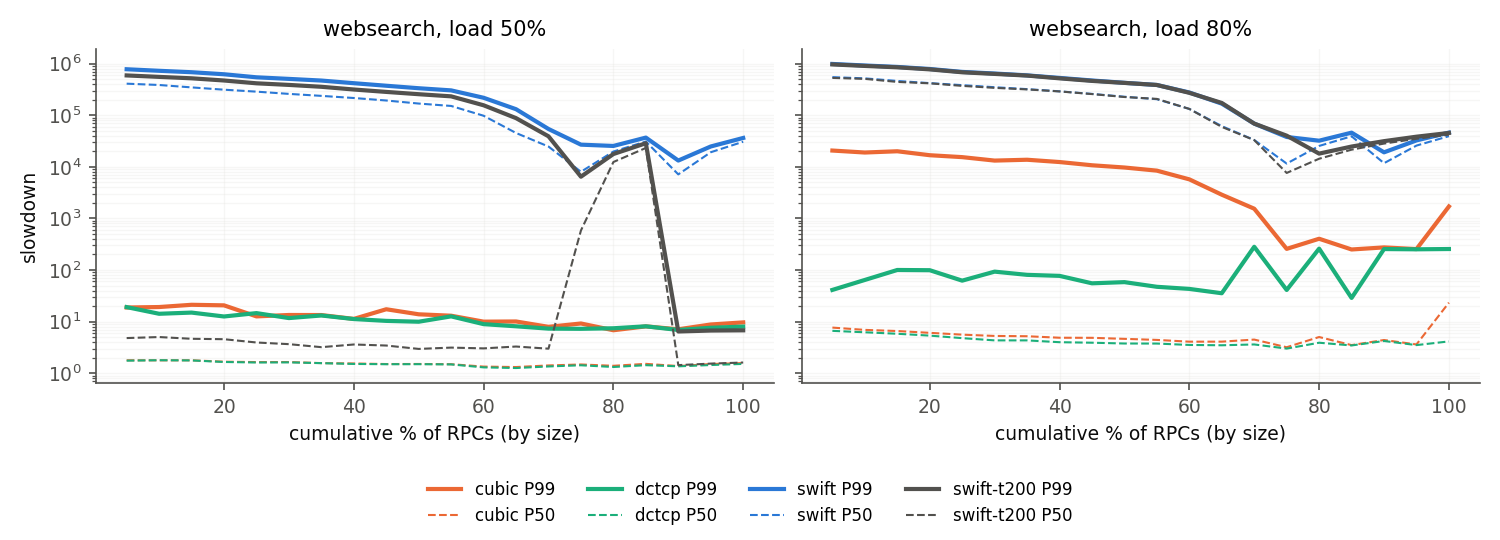 websearch, load 50%
websearch, load 80%
slowdown
10^6
10^5
10^4
10^3
10^2
10^1
10^0
20 40 60 80 100
20 40 60 80 100
cumulative % of RPCs (by size)
cumulative % of RPCs (by size)
cubic P99 dctcp P99 swift P99 swift-t200 P99
cubic P50 dctcp P50 swift P50 swift-t200 P50